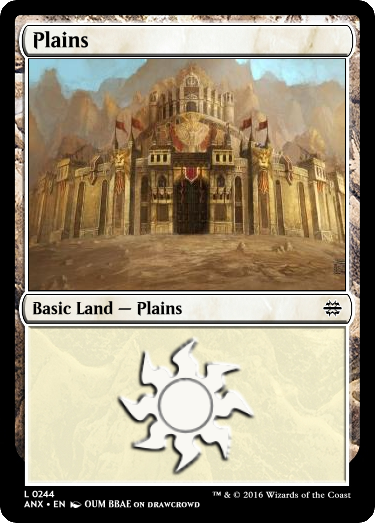 Plains
Basic Land — Plains
L 0244
ANX • EN OUM BBAE ON DRAWCROWD
™ & © 2016 Wizards of the Coast